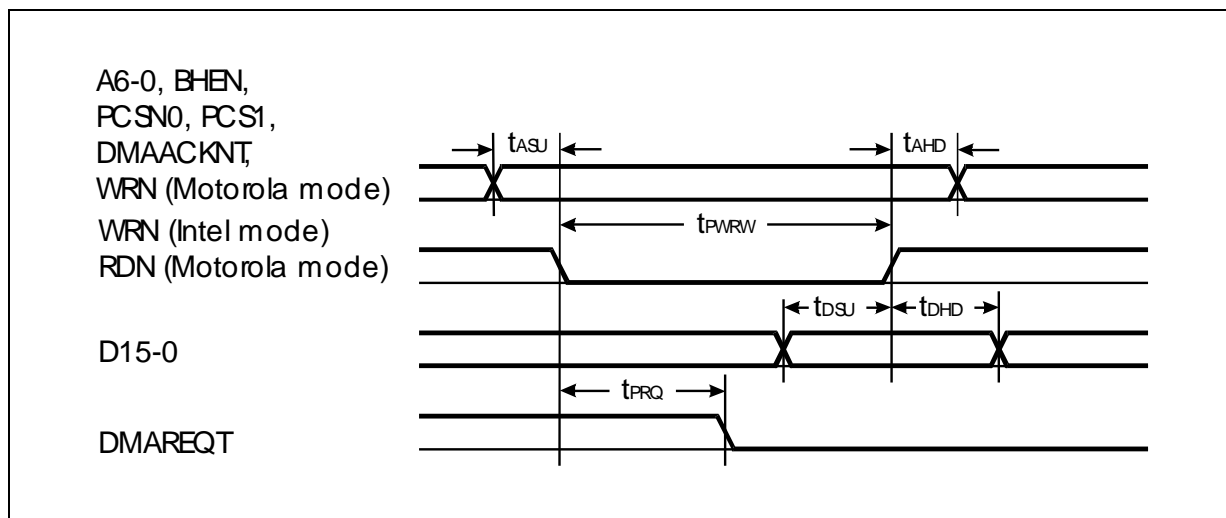 A6-0, BHEN,
PCSN0, PCS1,
DMAACKNT,
WRN (Motorola mode)
WRN (Intel mode)
RDN (Motorola mode)
D15-0
DMAREQT
tASU
tAHD
tPWRW
tDSU
tDHD
tPRQ